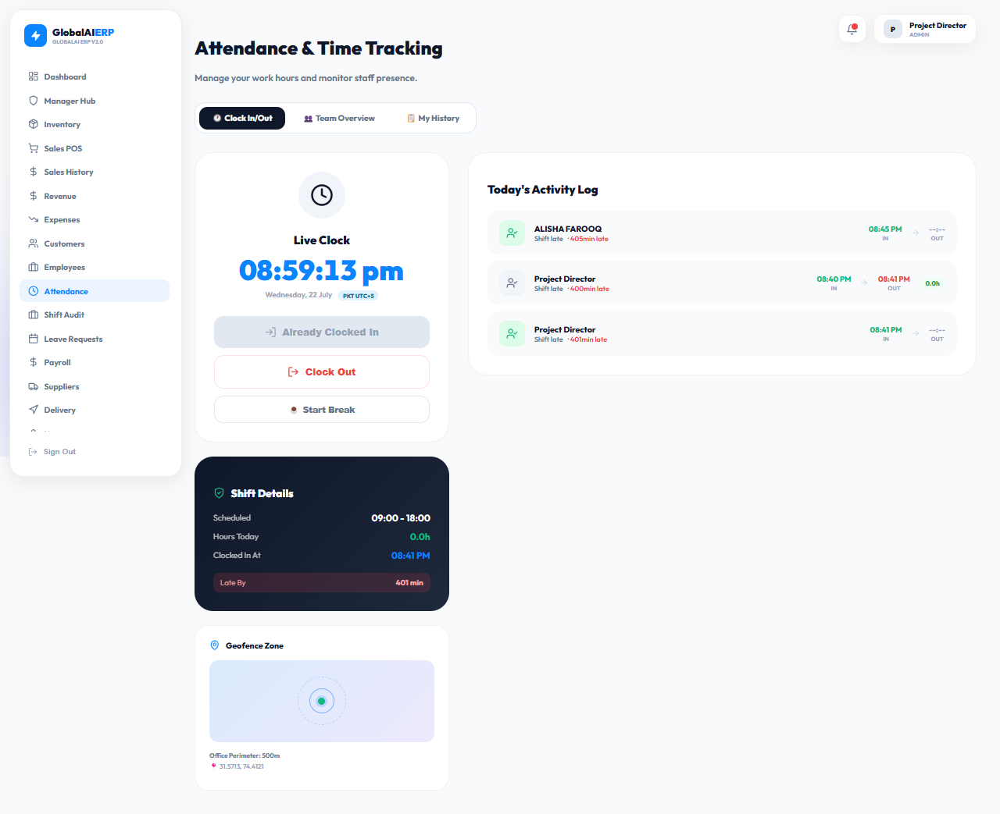 GlobalAIERP
GLOBALAI ERP V2.0
Dashboard
Manager Hub
Inventory
Sales POS
Sales History
Revenue
Expenses
Customers
Employees
Attendance
Shift Audit
Leave Requests
Payroll
Suppliers
Delivery
Sign Out
P
Project Director
ADMIN
Attendance & Time Tracking
Manage your work hours and monitor staff presence.
Clock In/Out
Team Overview
My History
Live Clock
08:59:13 pm
Wednesday, 22 July PKT UTC+5
Already Clocked In
Clock Out
Start Break
Shift Details
Scheduled 09:00 - 18:00
Hours Today 0.0h
Clocked In At 08:41 PM
Late By 401 min
Geofence Zone
Office Perimeter: 500m
31.5713, 74.4121
Today's Activity Log
ALISHA FAROOQ
Shift late · 405min late
08:45 PM → --:--
IN OUT
Project Director
Shift late · 400min late
08:40 PM → 08:41 PM 0.0h
IN OUT
Project Director
Shift late · 401min late
08:41 PM → --:--
IN OUT